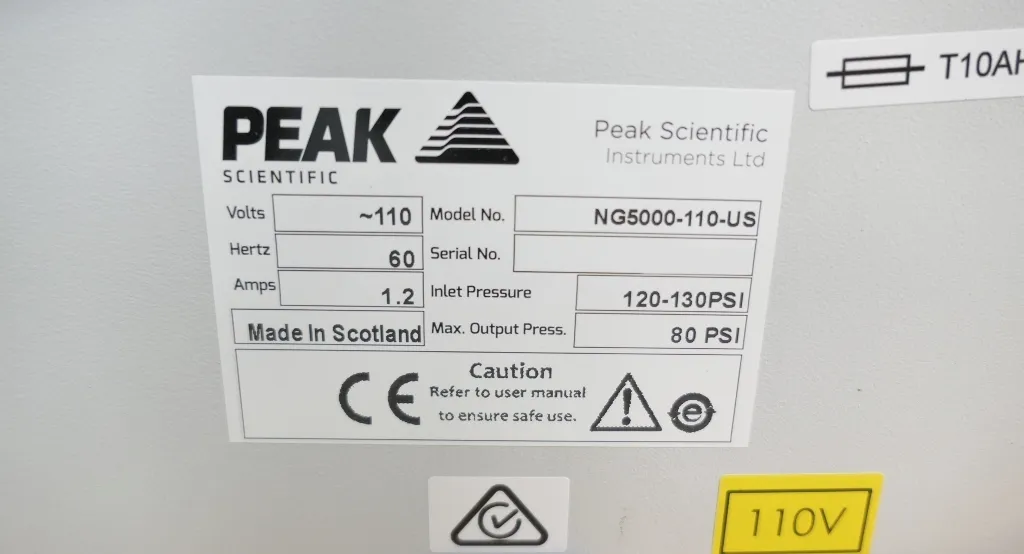 T10AH
PEAK
SCIENTIFIC
Peak Scientific
Instruments Ltd
Volts ~110 Model No. NG5000-110-US
Hertz 60 Serial No.
Amps 1.2 Inlet Pressure 120-130PSI
Made In Scotland Max. Output Press. 80 PSI
Caution
CE Refer to user manual
to ensure safe use.
110V